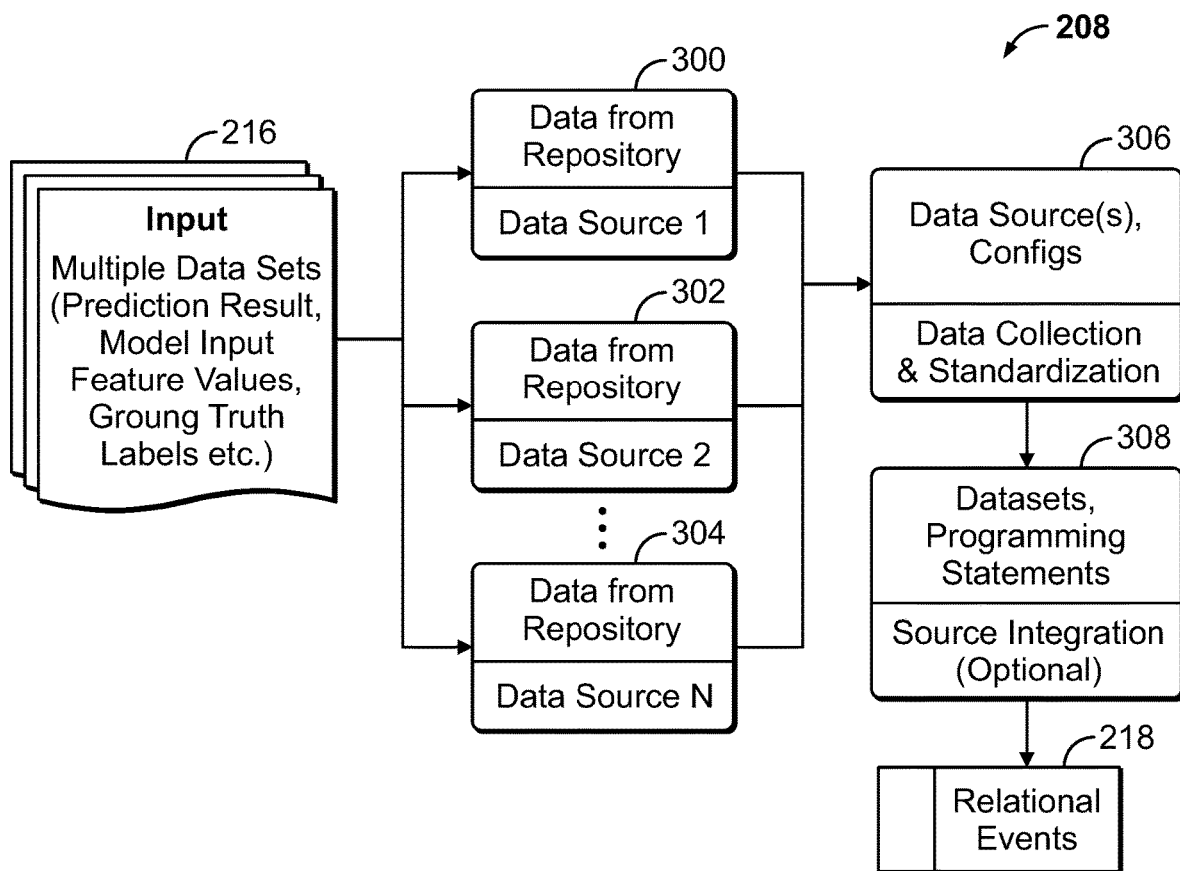 208
216
Input
Multiple Data Sets
(Prediction Result,
Model Input
Feature Values,
Groung Truth
Labels etc.)
300
Data from
Repository
Data Source 1
302
Data from
Repository
Data Source 2
304
Data from
Repository
Data Source N
306
Data Source(s),
Configs
Data Collection
& Standardization
308
Datasets,
Programming
Statements
Source Integration
(Optional)
218
Relational
Events